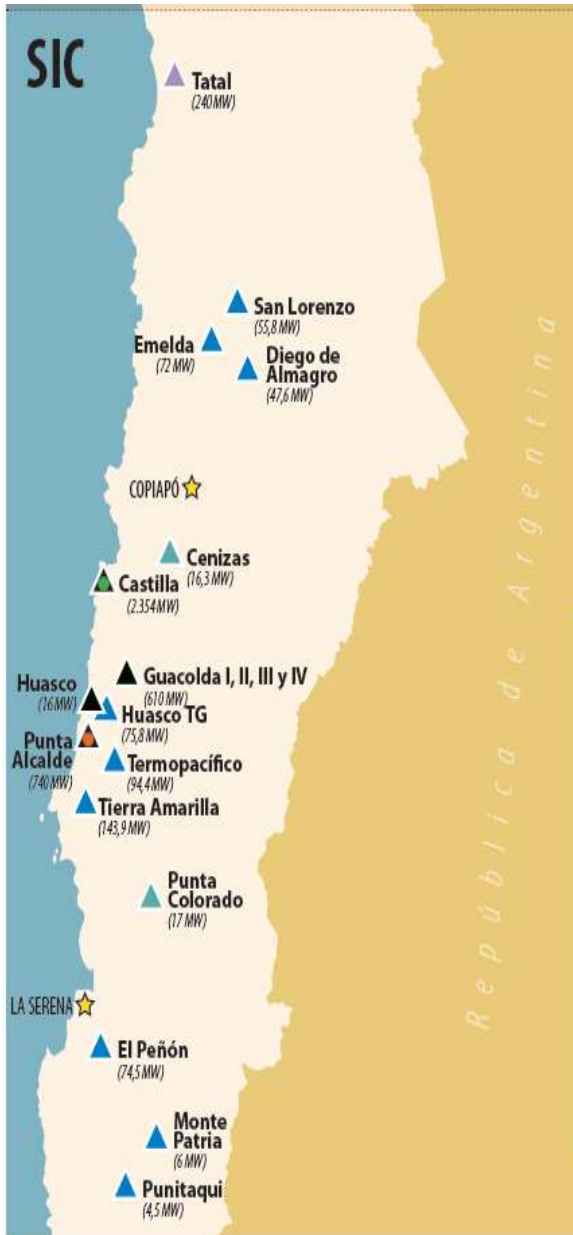 SIC
Tatal
(240 MW)
San Lorenzo
(55,8 MW)
Emelda
(72 MW)
Diego de
Almagro
(47,6 MW)
COPIAPÓ
Cenizas
(16,3 MW)
Castilla
(2.354 MW)
Guacolda I, II, III y IV
(610 MW)
Huasco
(16 MW)
Huasco TG
(75,8 MW)
Punta
Alcalde
(740 MW)
Termopacífico
(94,4 MW)
Tierra Amarilla
(143,9 MW)
Punta
Colorado
(17 MW)
LA SERENA
El Peñón
(74,5 MW)
Monte
Patria
(6 MW)
Punitaqui
(4,5 MW)
República de Argentina